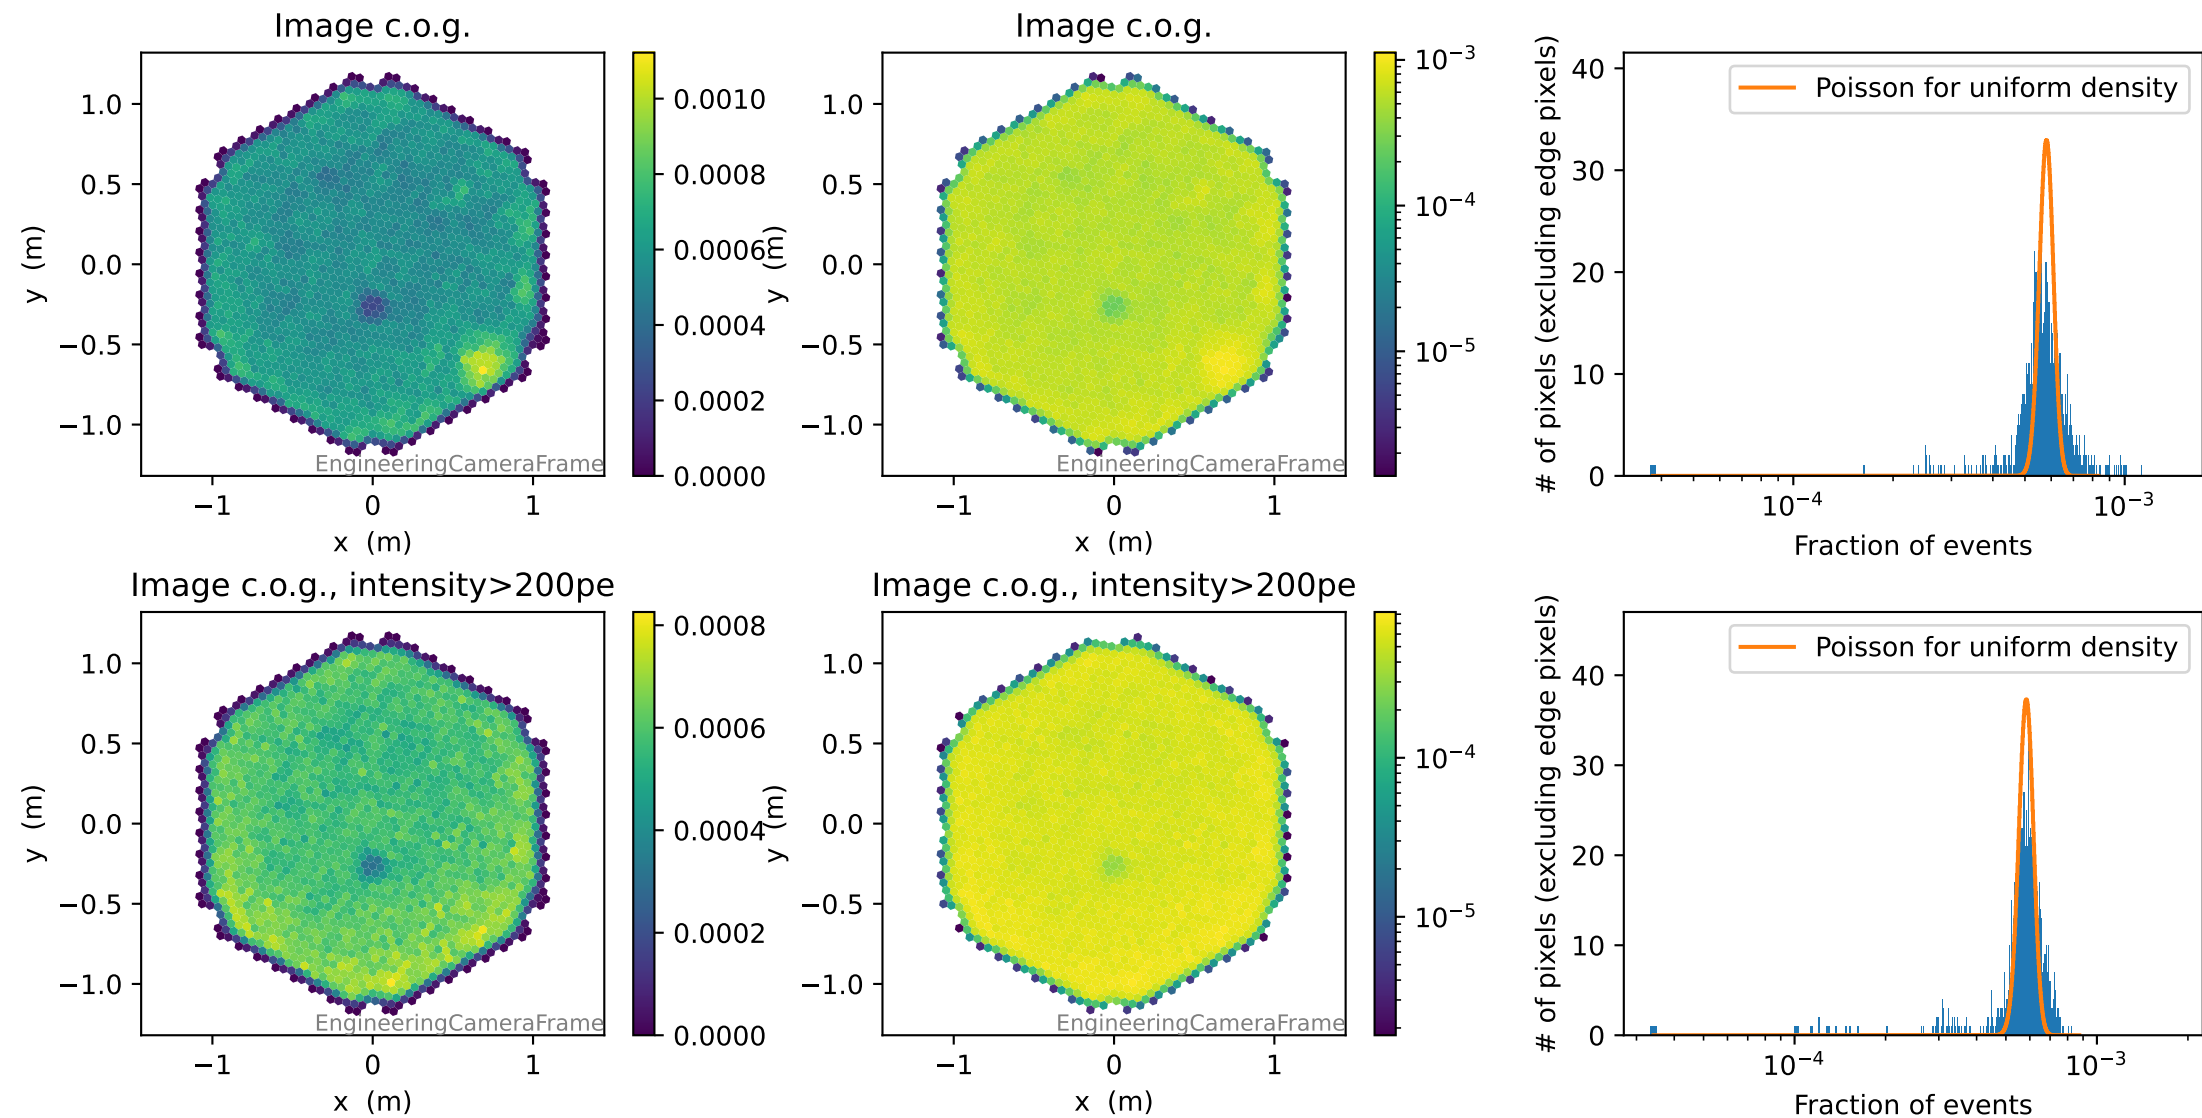 Image c.o.g.
1.0
0.5
0.0
−0.5
−1.0
y (m)
−1
0
1
x (m)
EngineeringCameraFrame
0.0010
0.0008
0.0006
0.0004
0.0002
0.0000
Image c.o.g.
1.0
0.5
0.0
−0.5
−1.0
y (m)
−1
0
1
x (m)
EngineeringCameraFrame
10⁻³
10⁻⁴
10⁻⁵
# of pixels (excluding edge pixels)
40
30
20
10
0
Poisson for uniform density
10⁻⁴
10⁻³
Fraction of events
Image c.o.g., intensity>200pe
1.0
0.5
0.0
−0.5
−1.0
y (m)
−1
0
1
x (m)
EngineeringCameraFrame
0.0008
0.0006
0.0004
0.0002
0.0000
Image c.o.g., intensity>200pe
1.0
0.5
0.0
−0.5
−1.0
y (m)
−1
0
1
x (m)
EngineeringCameraFrame
10⁻⁴
10⁻⁵
# of pixels (excluding edge pixels)
40
30
20
10
0
Poisson for uniform density
10⁻⁴
10⁻³
Fraction of events